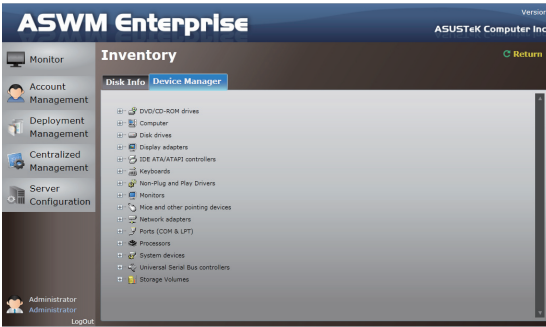 ASWM Enterprise
Version
ASUSTeK Computer Inc
Monitor
Account
Management
Deployment
Management
Centralized
Management
Server
Configuration
Administrator
Administrator
LogOut
Inventory
Return
Disk Info
Device Manager
DVD/CD-ROM drives
Computer
Disk drives
Display adapters
IDE ATA/ATAPI controllers
Keyboards
Non-Plug and Play Drivers
Monitors
Mice and other pointing devices
Network adapters
Ports (COM & LPT)
Processors
System devices
Universal Serial Bus controllers
Storage Volumes